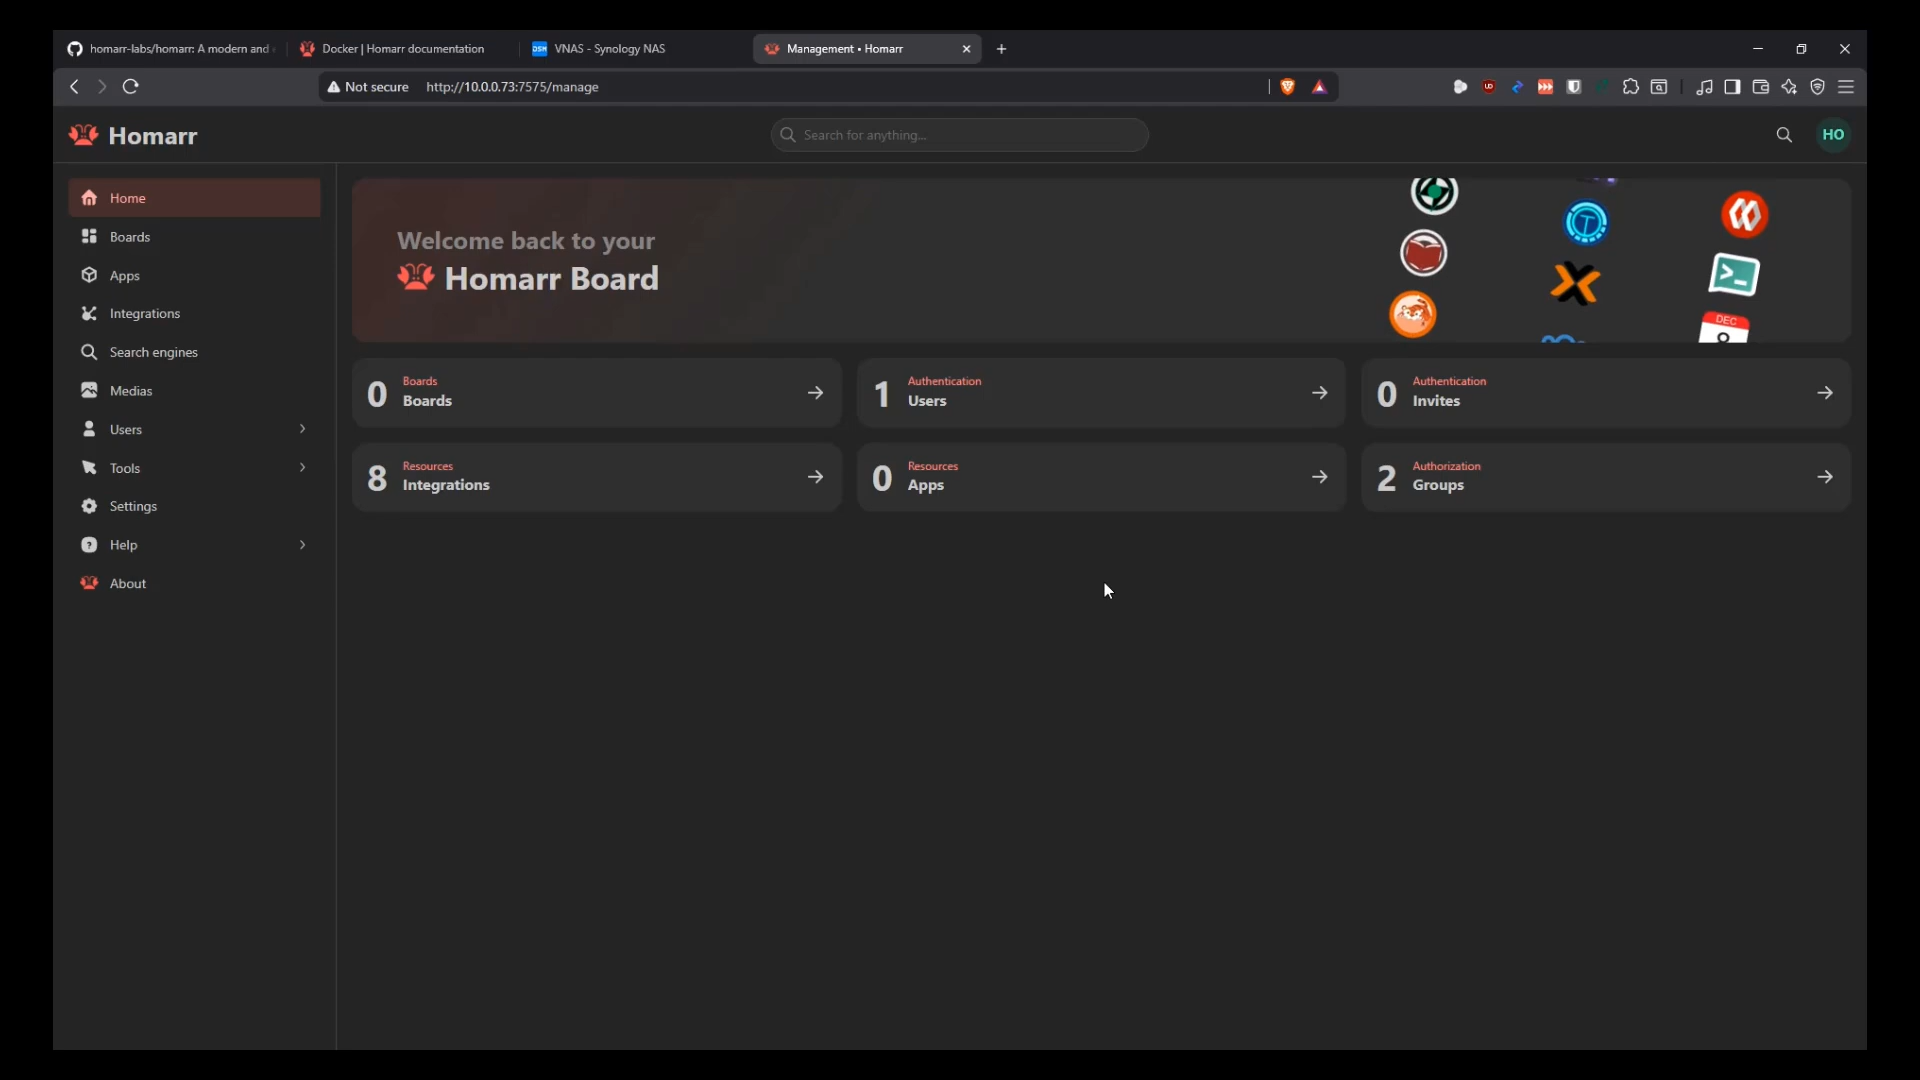 homarr-labs/homarr: A modern and
Docker | Homarr documentation
DSM
VNAS - Synology NAS
Management • Homarr
Not secure
http://10.0.0.73:7575/manage
Homarr
Search for anything...
HO
Home
Boards
Apps
Integrations
Search engines
Medias
Users
Tools
Settings
Help
About
Welcome back to your
Homarr Board
DEC
0
Boards
Boards
1
Authentication
Users
0
Authentication
Invites
8
Resources
Integrations
0
Resources
Apps
2
Authorization
Groups